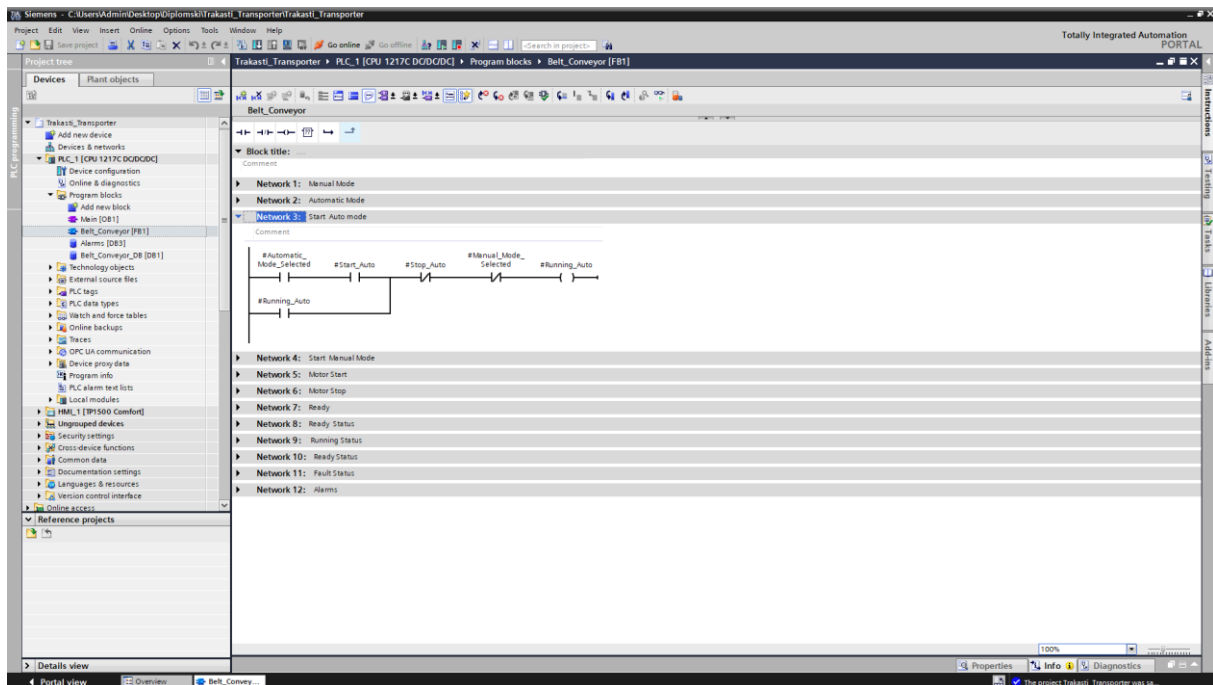 Siemens - C:\Users\Admin\Desktop\Diplomski\Trakasti_Transporter\Trakasti_Transporter
Project Edit View Insert Online Options Tools Window Help
Totally Integrated Automation
PORTAL
Save project
Go online
Go offline
<Search in project>
Project tree
Trakasti_Transporter
PLC_1 [CPU 1217C DC/DC/DC]
Program blocks
Belt_Conveyor [FB1]
Devices
Plant objects
PLC programming
Trakasti_Transporter
Add new device
Devices & networks
PLC_1 [CPU 1217C DC/DC/DC]
Device configuration
Online & diagnostics
Program blocks
Add new block
Main [OB1]
Belt_Conveyor [FB1]
Alarms [DB3]
Belt_Conveyor_DB [DB1]
Technology objects
External source files
PLC tags
PLC data types
Watch and force tables
Online backups
Traces
OPC UA communication
Device proxy data
Program info
PLC alarm text lists
Local modules
HMI_1 [TP1500 Comfort]
Ungrouped devices
Security settings
Cross-device functions
Common data
Documentation settings
Languages & resources
Version control interface
Online access
Reference projects
Details view
Belt_Conveyor
Block title: .....
Comment
Network 1: Manual Mode
Network 2: Automatic Mode
Network 3: Start Auto mode
Comment
#Automatic_
Mode_Selected
#Start_Auto
#Stop_Auto
#Manual_Mode_
Selected
#Running_Auto
#Running_Auto
Network 4: Start Manual Mode
Network 5: Motor Start
Network 6: Motor Stop
Network 7: Ready
Network 8: Ready Status
Network 9: Running Status
Network 10: Ready Status
Network 11: Fault Status
Network 12: Alarms
100%
Properties
Info
Diagnostics
Instructions
Testing
Tasks
Libraries
Add-ins
Portal view
Overview
Belt_Convey...
The project Trakasti_Transporter was sa...